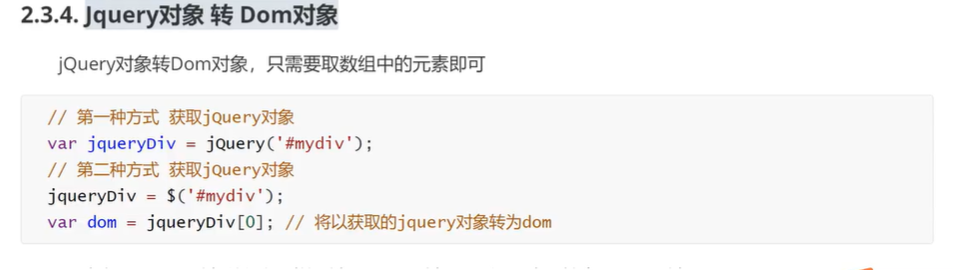 2.3.4. Jquery对象 转 Dom对象
jQuery对象转Dom对象，只需要取数组中的元素即可
// 第一种方式 获取jQuery对象
var jqueryDiv = jQuery('#mydiv');
// 第二种方式 获取jQuery对象
jqueryDiv = $('#mydiv');
var dom = jqueryDiv[0]; // 将以获取的jquery对象转为dom